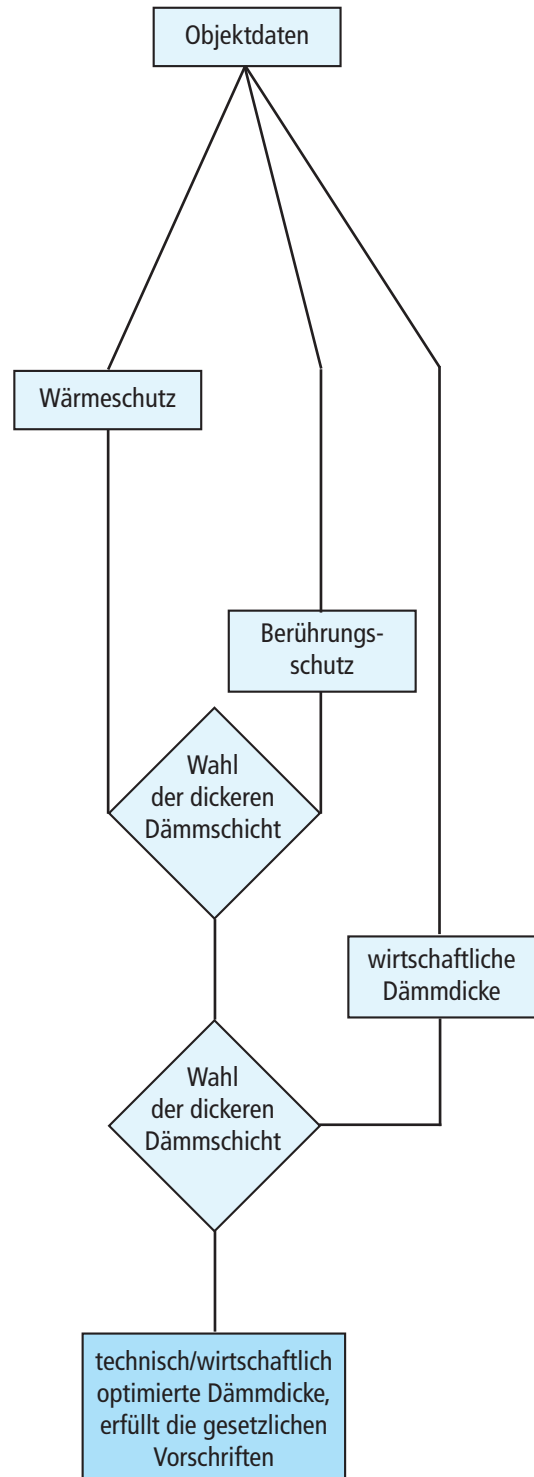 Objektdaten
Wärmeschutz
Berührungs-
schutz
Wahl
der dickeren
Dämmschicht
wirtschaftliche
Dämmdicke
Wahl
der dickeren
Dämmschicht
technisch/wirtschaftlich
optimierte Dämmdicke,
erfüllt die gesetzlichen
Vorschriften